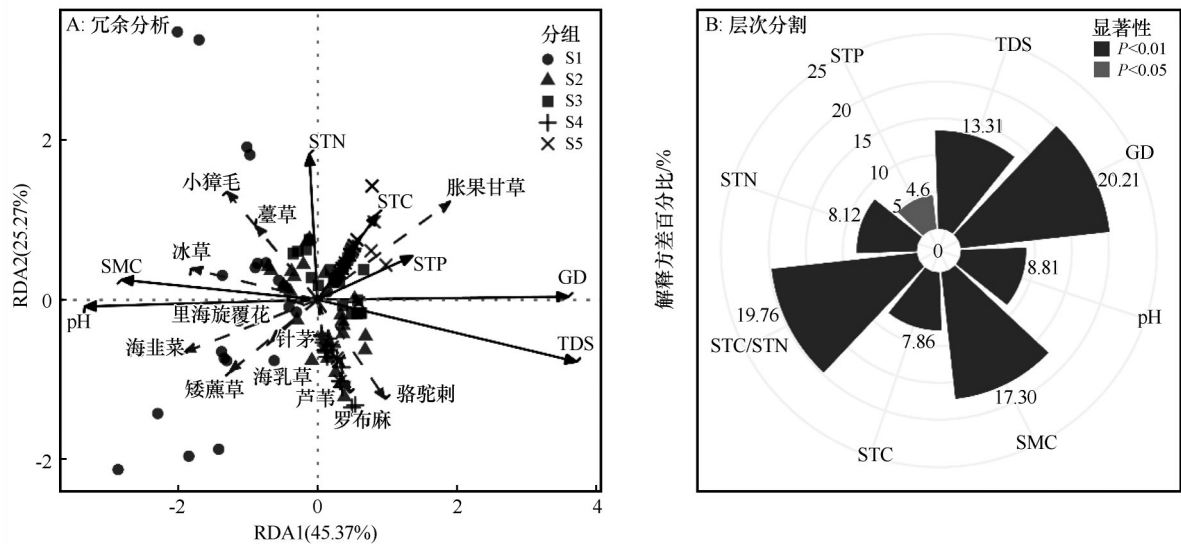 A: 冗余分析
分组
S1
S2
S3
S4
S5
RDA2(25.27%)
2
0
-2
-2
0
2
4
RDA1(45.37%)
STN
小獐毛
薹草
STC
胀果甘草
冰草
SMC
STP
GD
pH
里海旋覆花
针茅
TDS
海韭菜
矮藨草
海乳草
芦苇
骆驼刺
罗布麻
B: 层次分割
显著性
P<0.01
P<0.05
解释方差百分比/%
STP
TDS
25
20
15
10
5
0
13.31
GD
20.21
4.6
STN
8.12
8.81
pH
19.76
STC/STN
7.86
17.30
STC
SMC